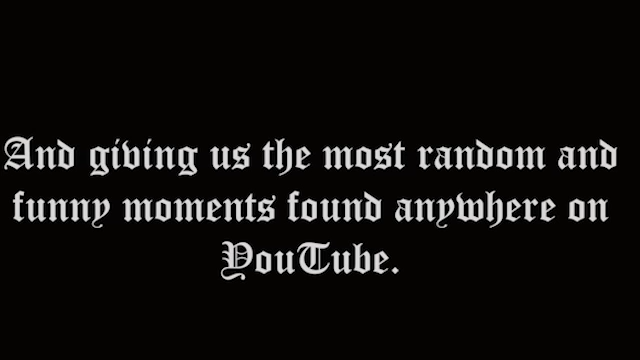 And giving us the most random and
funny moments found anywhere on
YouTube.